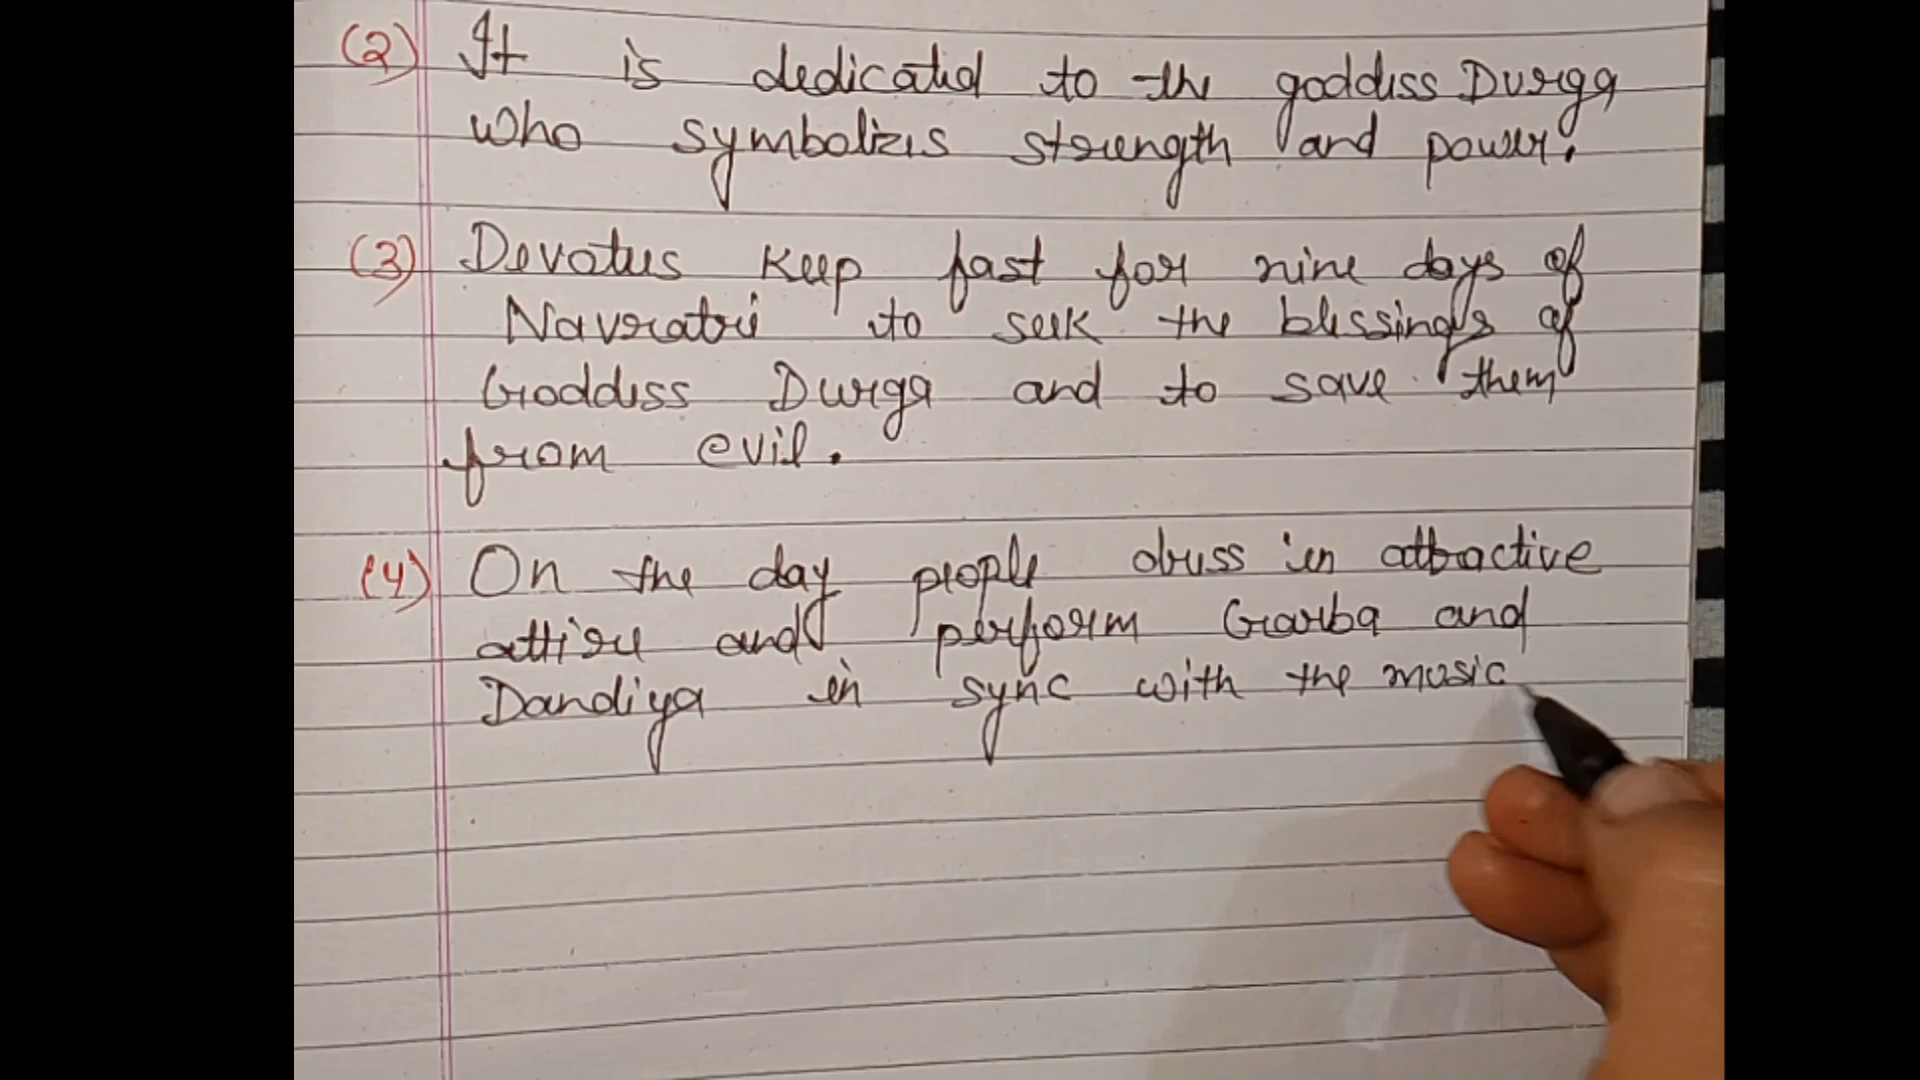 (2) It is dedicated to the goddess Durga
who symbolizes strength and power.
(3) Devotees keep fast for nine days of
Navratri to seek the blessings of
Goddess Durga and to save them
from evil.
(4) On the day people dress in attractive
attire and perform Garba and
Dandiya in sync with the music